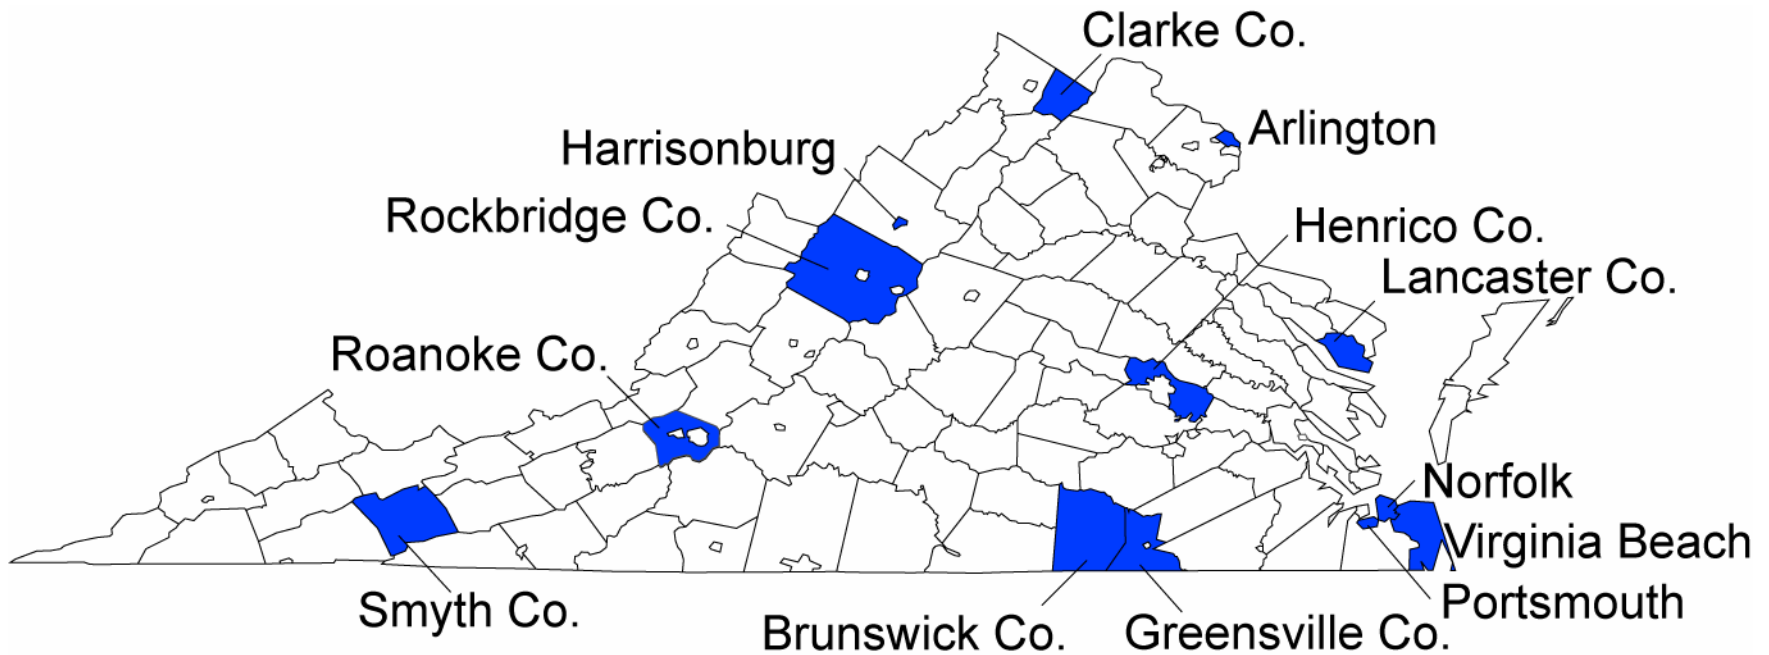 Clarke Co.
Arlington
Harrisonburg
Rockbridge Co.
Henrico Co.
Lancaster Co.
Roanoke Co.
Norfolk
Virginia Beach
Portsmouth
Smyth Co.
Brunswick Co.
Greensville Co.